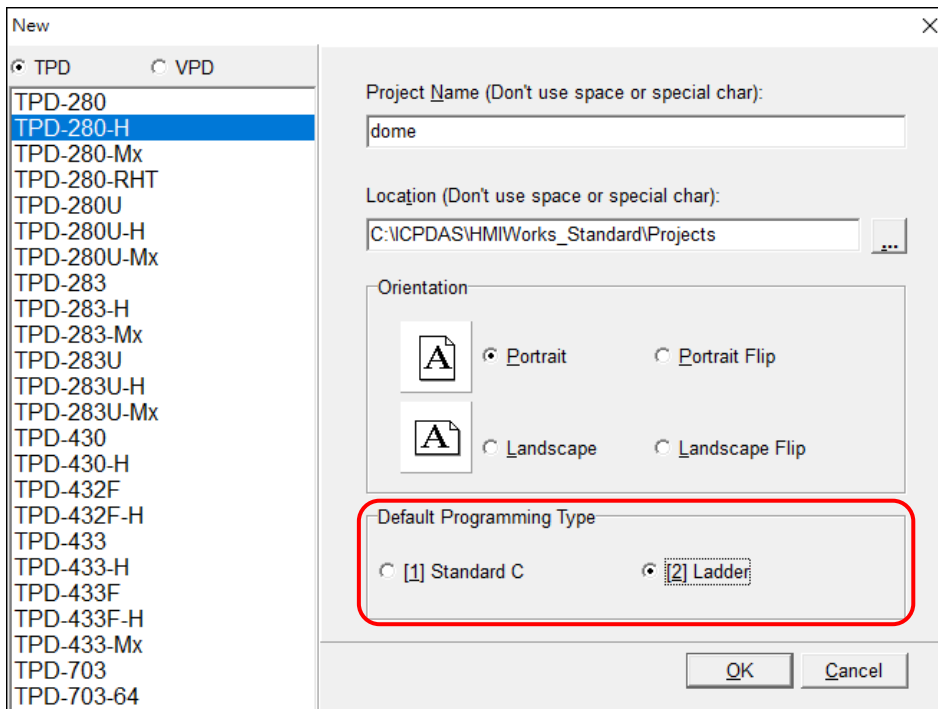 New
TPD VPD
TPD-280
TPD-280-H
TPD-280-Mx
TPD-280-RHT
TPD-280U
TPD-280U-H
TPD-280U-Mx
TPD-283
TPD-283-H
TPD-283-Mx
TPD-283U
TPD-283U-H
TPD-283U-Mx
TPD-430
TPD-430-H
TPD-432F
TPD-432F-H
TPD-433
TPD-433-H
TPD-433F
TPD-433F-H
TPD-433-Mx
TPD-703
TPD-703-64
Project Name (Don't use space or special char):
dome
Location (Don't use space or special char):
C:\ICPDAS\HMIWorks_Standard\Projects ...
Orientation
A Portrait Portrait Flip
A Landscape Landscape Flip
Default Programming Type
[1] Standard C [2] Ladder
OK Cancel